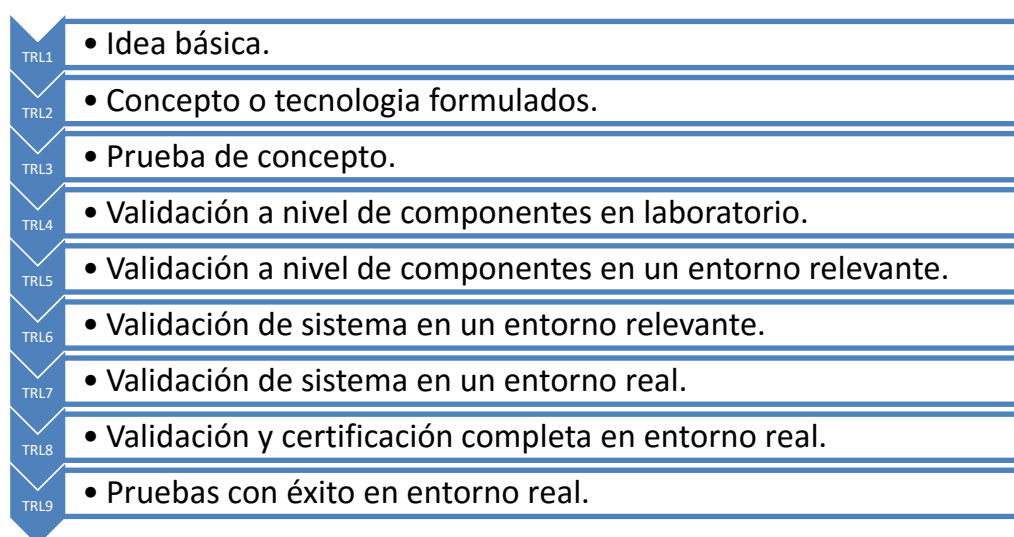 TRL1 • Idea básica.
TRL2 • Concepto o tecnologia formulados.
TRL3 • Prueba de concepto.
TRL4 • Validación a nivel de componentes en laboratorio.
TRL5 • Validación a nivel de componentes en un entorno relevante.
TRL6 • Validación de sistema en un entorno relevante.
TRL7 • Validación de sistema en un entorno real.
TRL8 • Validación y certificación completa en entorno real.
TRL9 • Pruebas con éxito en entorno real.